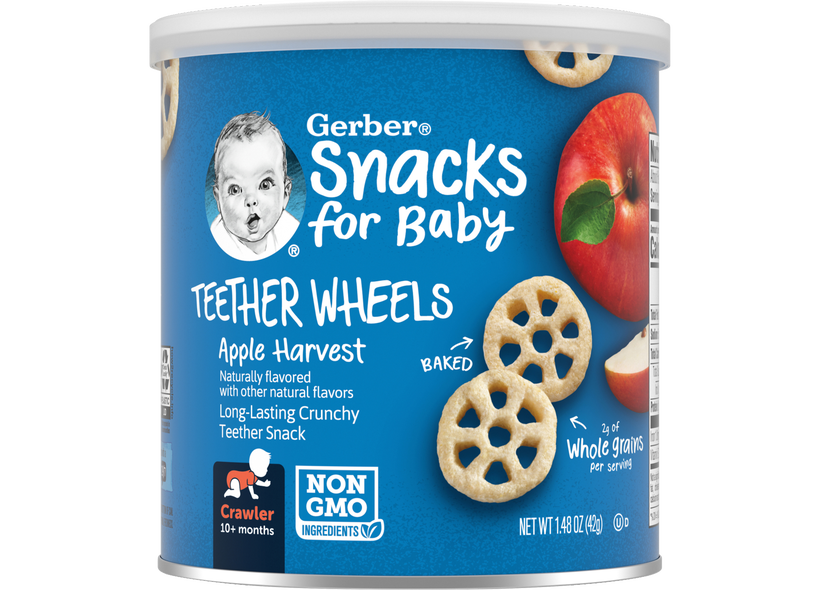 Gerber®
Snacks
for Baby
®
TEETHER WHEELS
Apple Harvest
Naturally flavored
with other natural flavors
Long-Lasting Crunchy
Teether Snack
BAKED
2g of
Whole grains
per serving
Crawler
10+ months
NON
GMO
INGREDIENTS
NET WT 1.48 OZ (42g) Ⓤ D